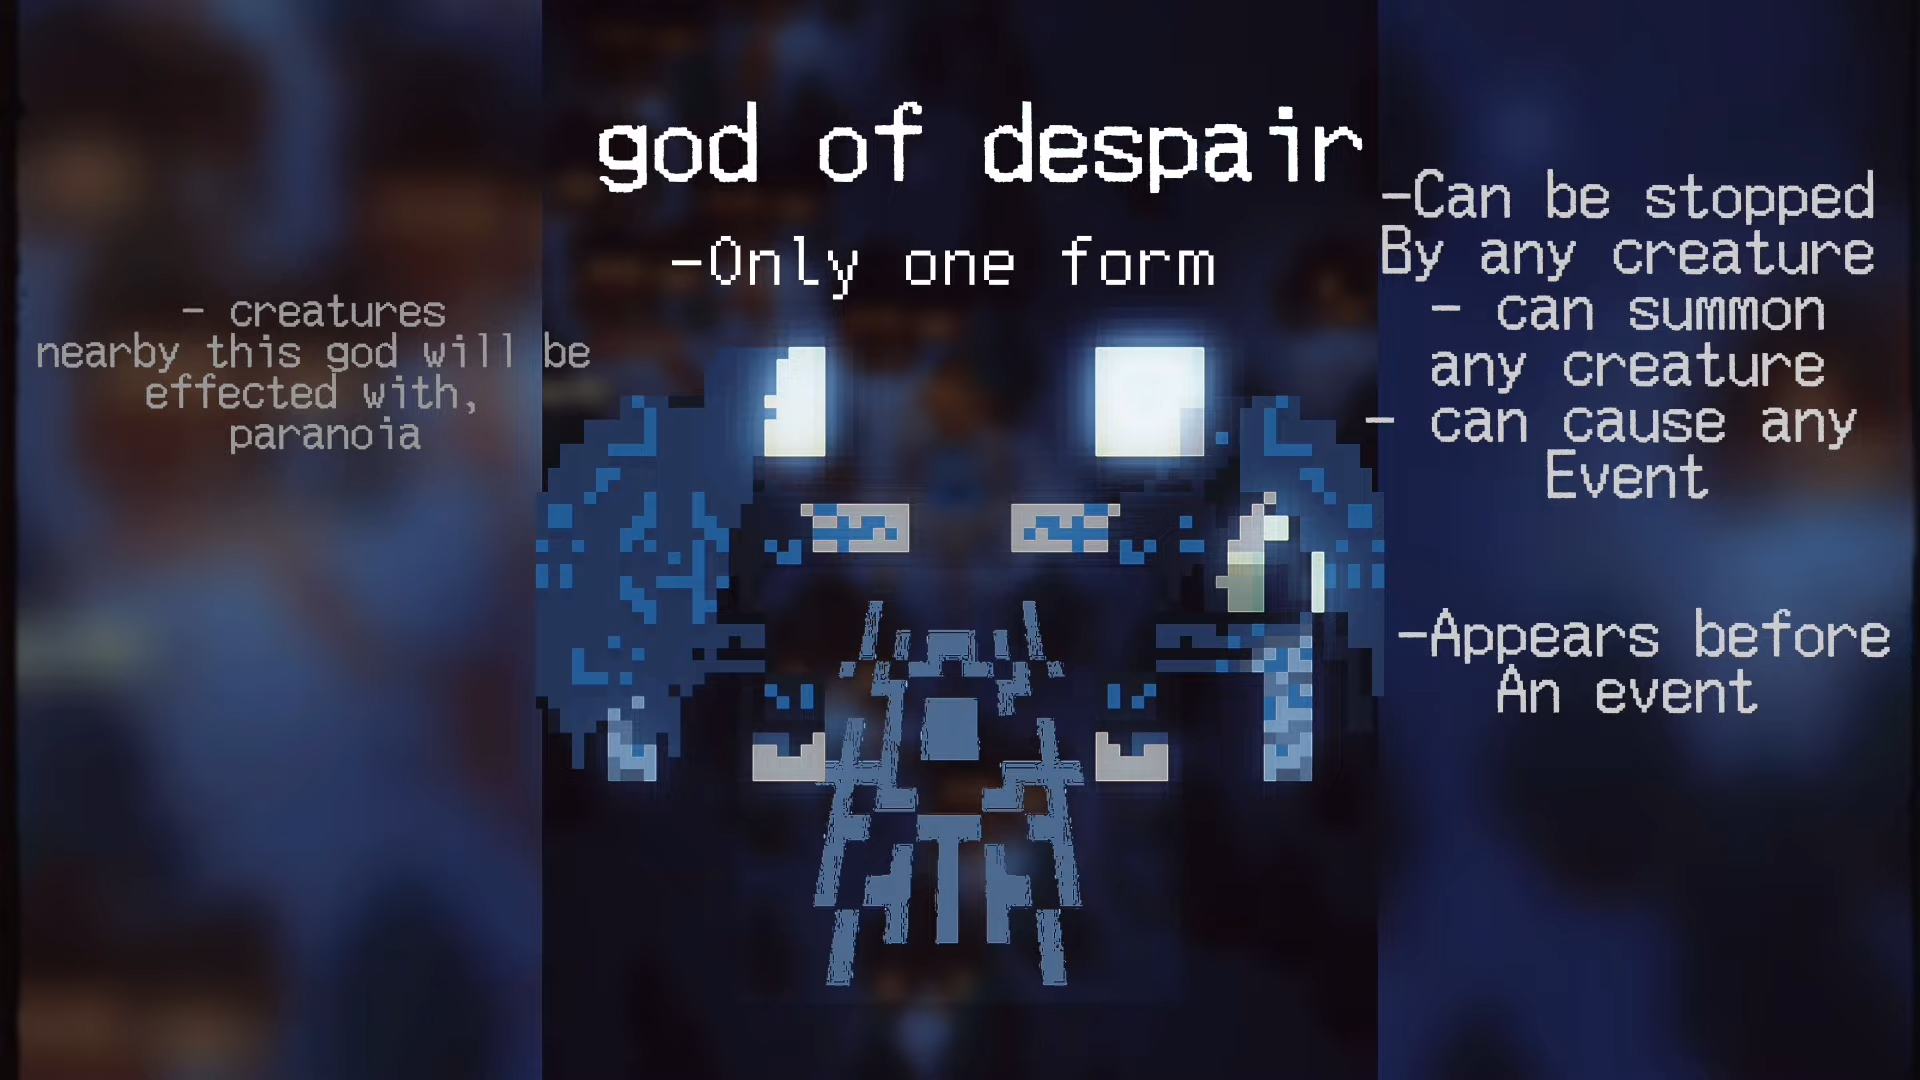 god of despair
-Only one form
- creatures
nearby this god will be
effected with,
paranoia
-Can be stopped
By any creature
- can summon
any creature
- can cause any
Event
-Appears before
An event